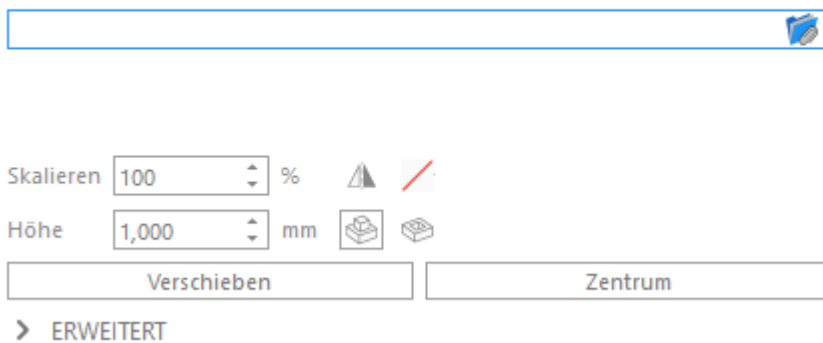 Skalieren 100 %
Höhe 1,000 mm
Verschieben Zentrum
ERWEITERT